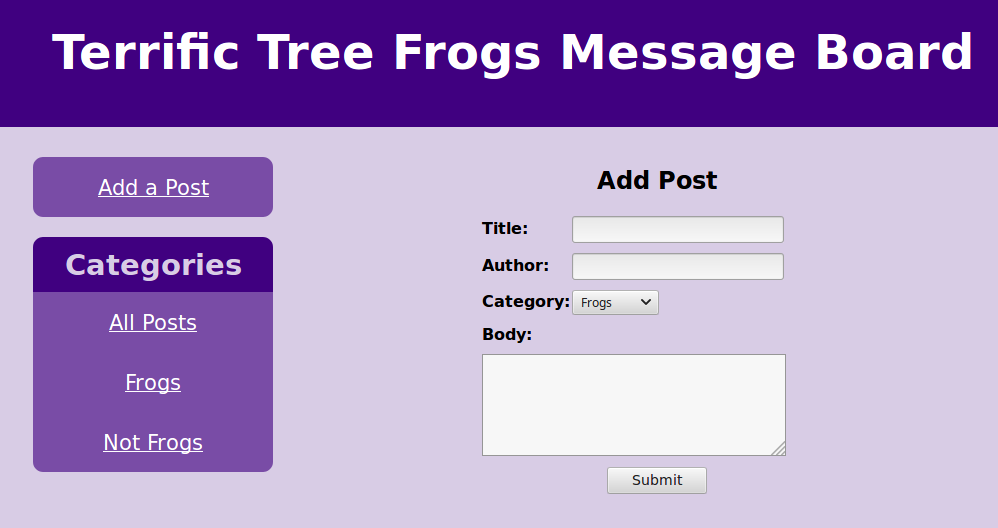 Terrific Tree Frogs Message Board
Add a Post
Categories
All Posts
Frogs
Not Frogs
Add Post
Title:
Author:
Category: Frogs
Body:
Submit